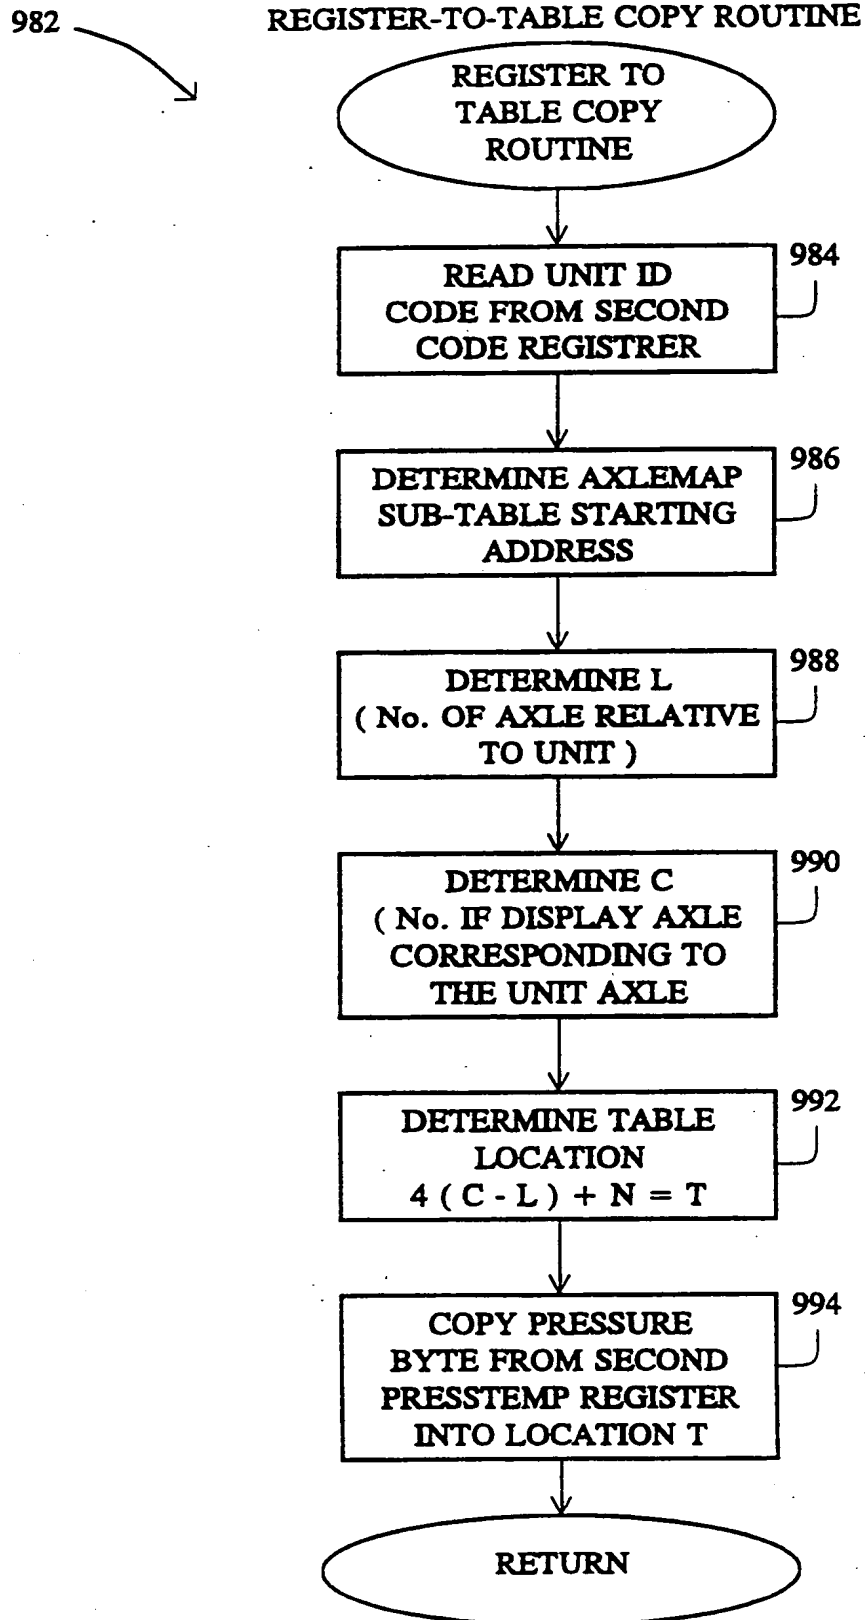 982
REGISTER-TO-TABLE COPY ROUTINE
REGISTER TO
TABLE COPY
ROUTINE
984
READ UNIT ID
CODE FROM SECOND
CODE REGISTRER
986
DETERMINE AXLEMAP
SUB-TABLE STARTING
ADDRESS
988
DETERMINE L
( No. OF AXLE RELATIVE
TO UNIT )
990
DETERMINE C
( No. IF DISPLAY AXLE
CORRESPONDING TO
THE UNIT AXLE
992
DETERMINE TABLE
LOCATION
4 ( C - L ) + N = T
994
COPY PRESSURE
BYTE FROM SECOND
PRESSTEMP REGISTER
INTO LOCATION T
RETURN